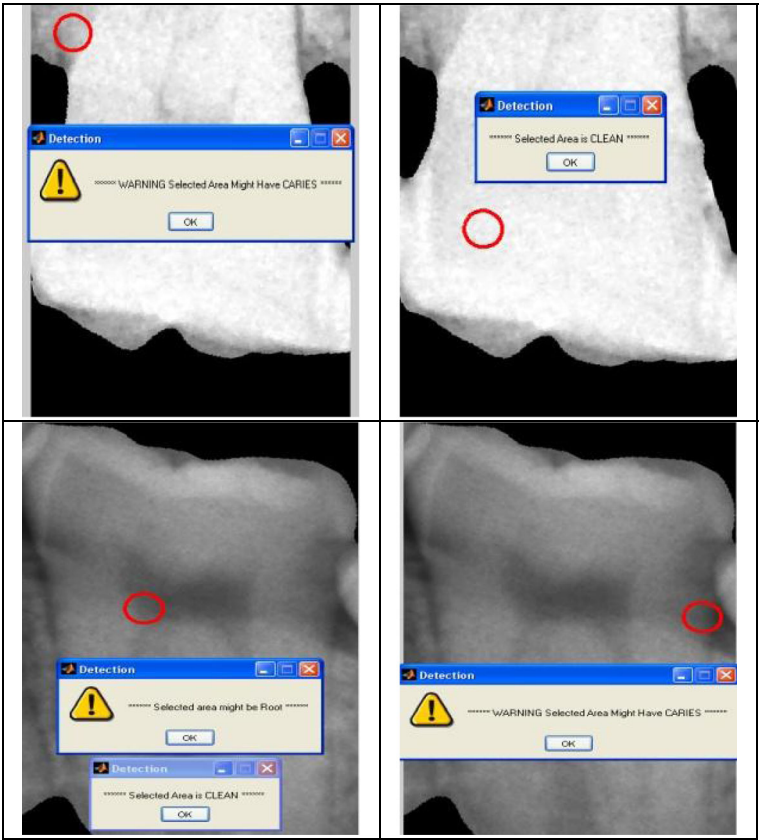 Detection
****** WARNING Selected Area Might Have CARIES ******
OK
Detection
****** Selected Area is CLEAN ******
OK
Detection
****** Selected area might be Root ******
OK
Detection
****** Selected Area is CLEAN ******
OK
Detection
****** WARNING Selected Area Might Have CARIES ******
OK